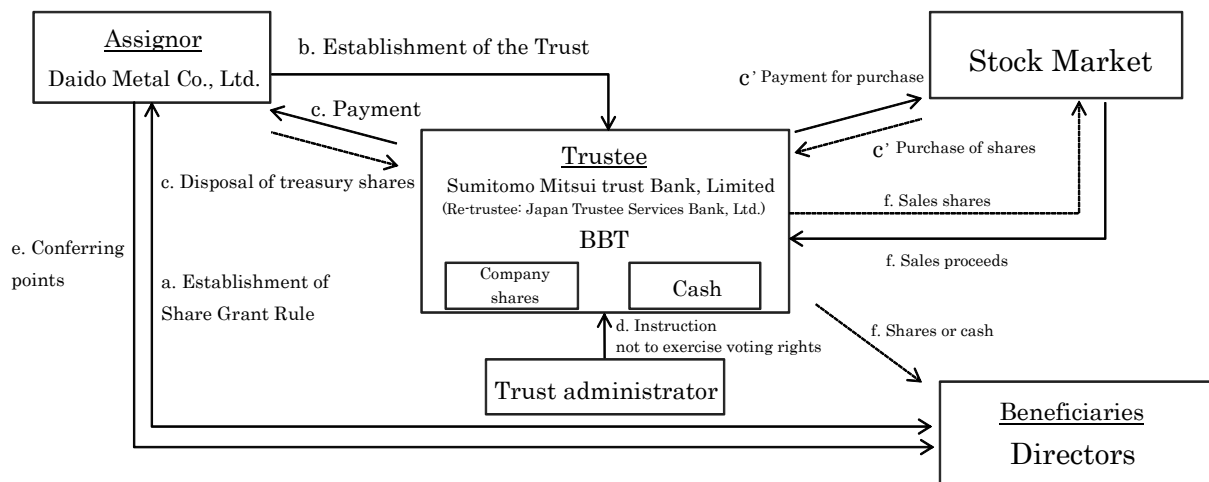 Assignor
Daido Metal Co., Ltd.
b. Establishment of the Trust
c' Payment for purchase
Stock Market
c. Payment
c. Disposal of treasury shares
Trustee
Sumitomo Mitsui trust Bank, Limited
(Re-trustee: Japan Trustee Services Bank, Ltd.)
BBT
Company
shares
Cash
c' Purchase of shares
f. Sales shares
f. Sales proceeds
e. Conferring
points
a. Establishment of
Share Grant Rule
d. Instruction
not to exercise voting rights
f. Shares or cash
Trust administrator
Beneficiaries
Directors